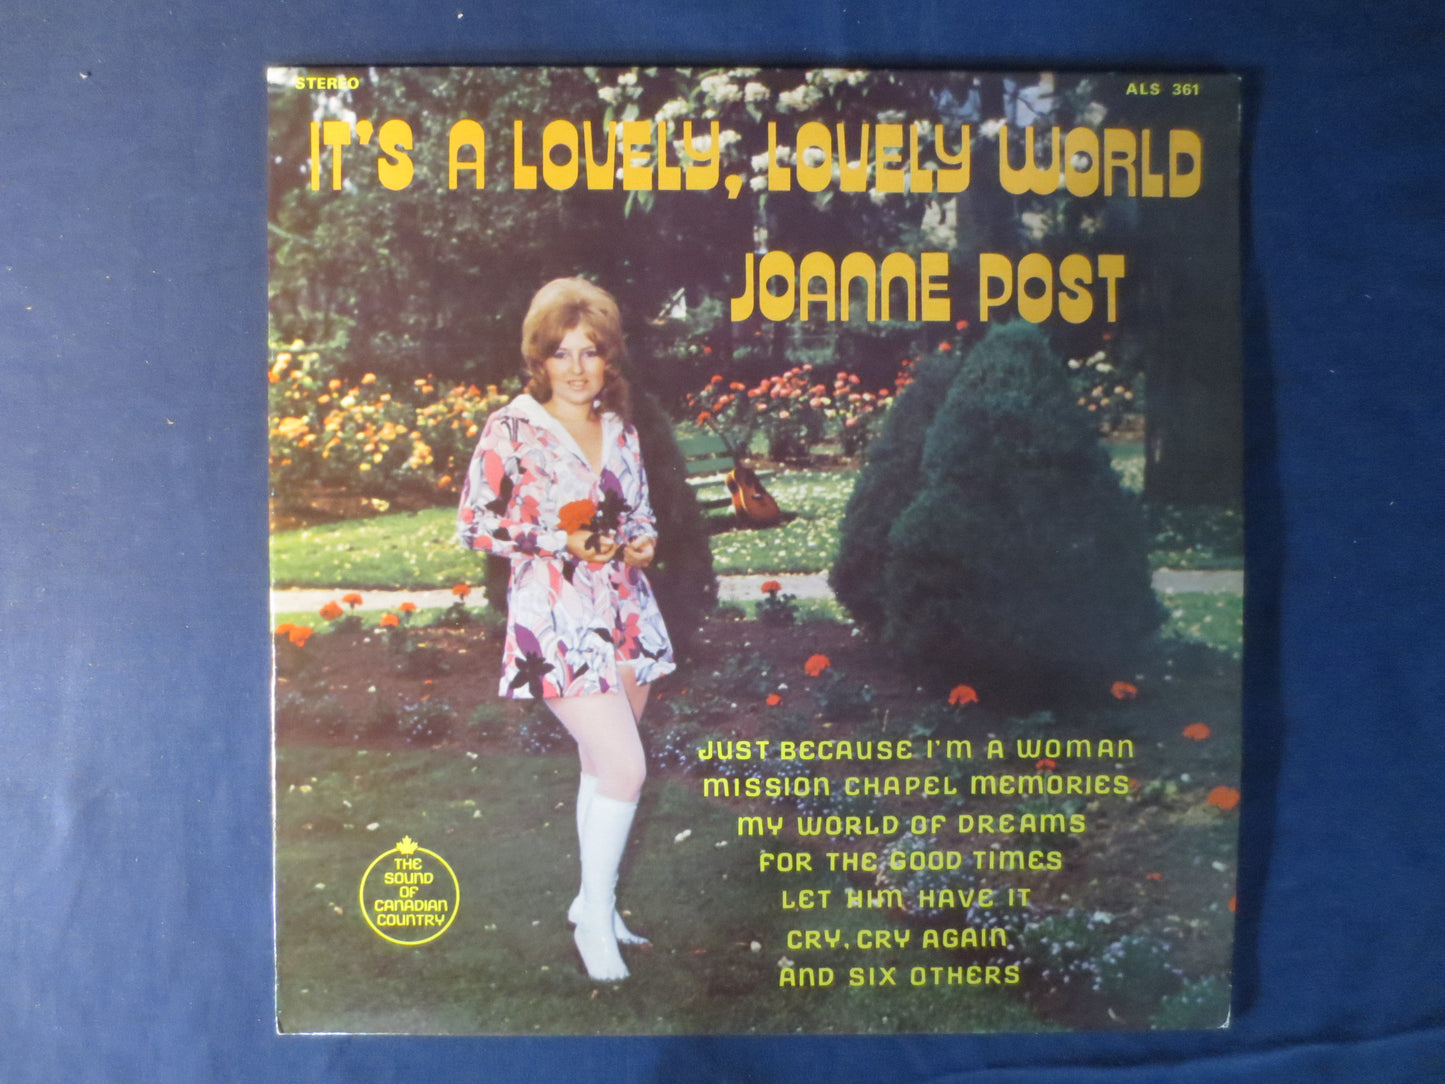 STEREO
ALS 361
IT'S A LOVELY, LOVELY WORLD
JOANNE POST
JUST BECAUSE I'M A WOMAN
MISSION CHAPEL MEMORIES
MY WORLD OF DREAMS
FOR THE GOOD TIMES
LET HIM HAVE IT
CRY, CRY AGAIN
AND SIX OTHERS
THE
SOUND
OF
CANADIAN
COUNTRY